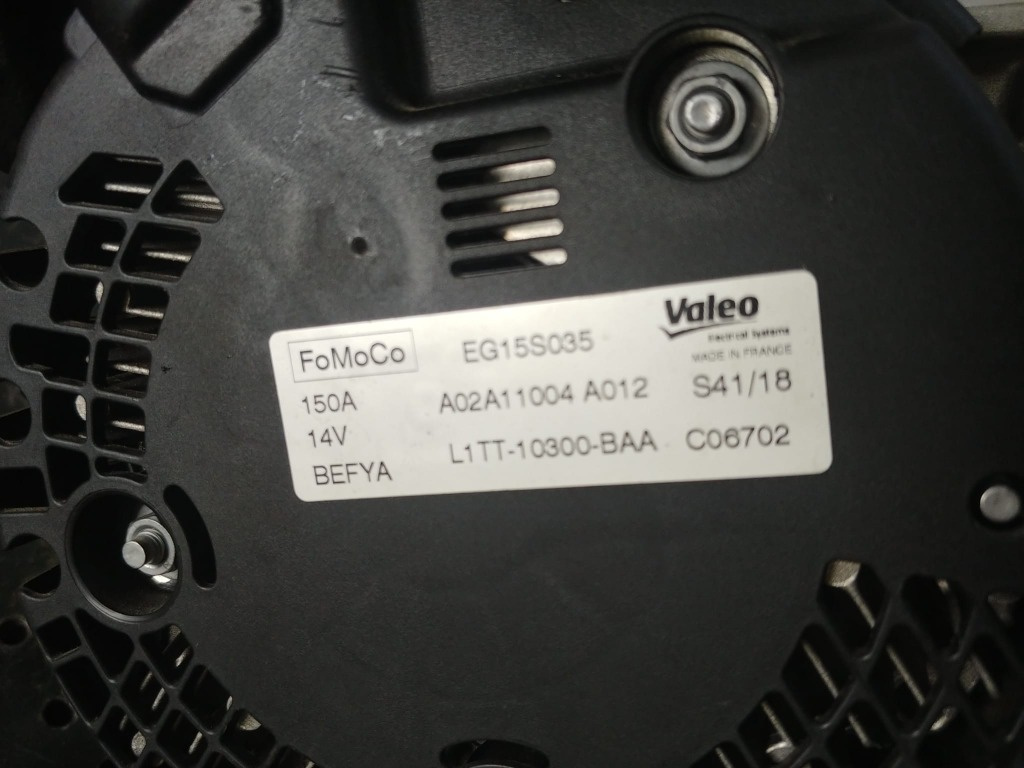 Valeo
electrical systems
MADE IN FRANCE
FoMoCo EG15S035
150A A02A11004 A012 S41/18
14V
L1TT-10300-BAA C06702
BEFYA